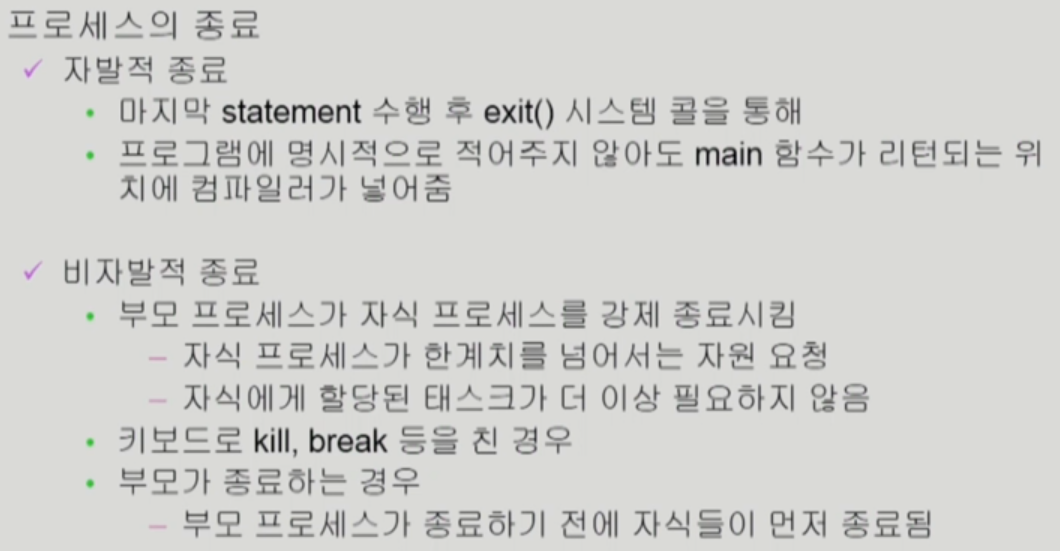 프로세스의 종료
✓ 자발적 종료
• 마지막 statement 수행 후 exit() 시스템 콜을 통해
• 프로그램에 명시적으로 적어주지 않아도 main 함수가 리턴되는 위
치에 컴파일러가 넣어줌
✓ 비자발적 종료
• 부모 프로세스가 자식 프로세스를 강제 종료시킴
– 자식 프로세스가 한계치를 넘어서는 자원 요청
– 자식에게 할당된 태스크가 더 이상 필요하지 않음
• 키보드로 kill, break 등을 친 경우
• 부모가 종료하는 경우
– 부모 프로세스가 종료하기 전에 자식들이 먼저 종료됨